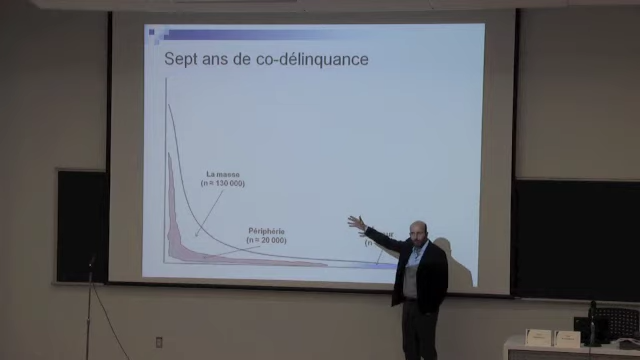 Sept ans de co-délinquance
La masse
(n ≈ 130 000)
Périphérie
(n ≈ 20 000)